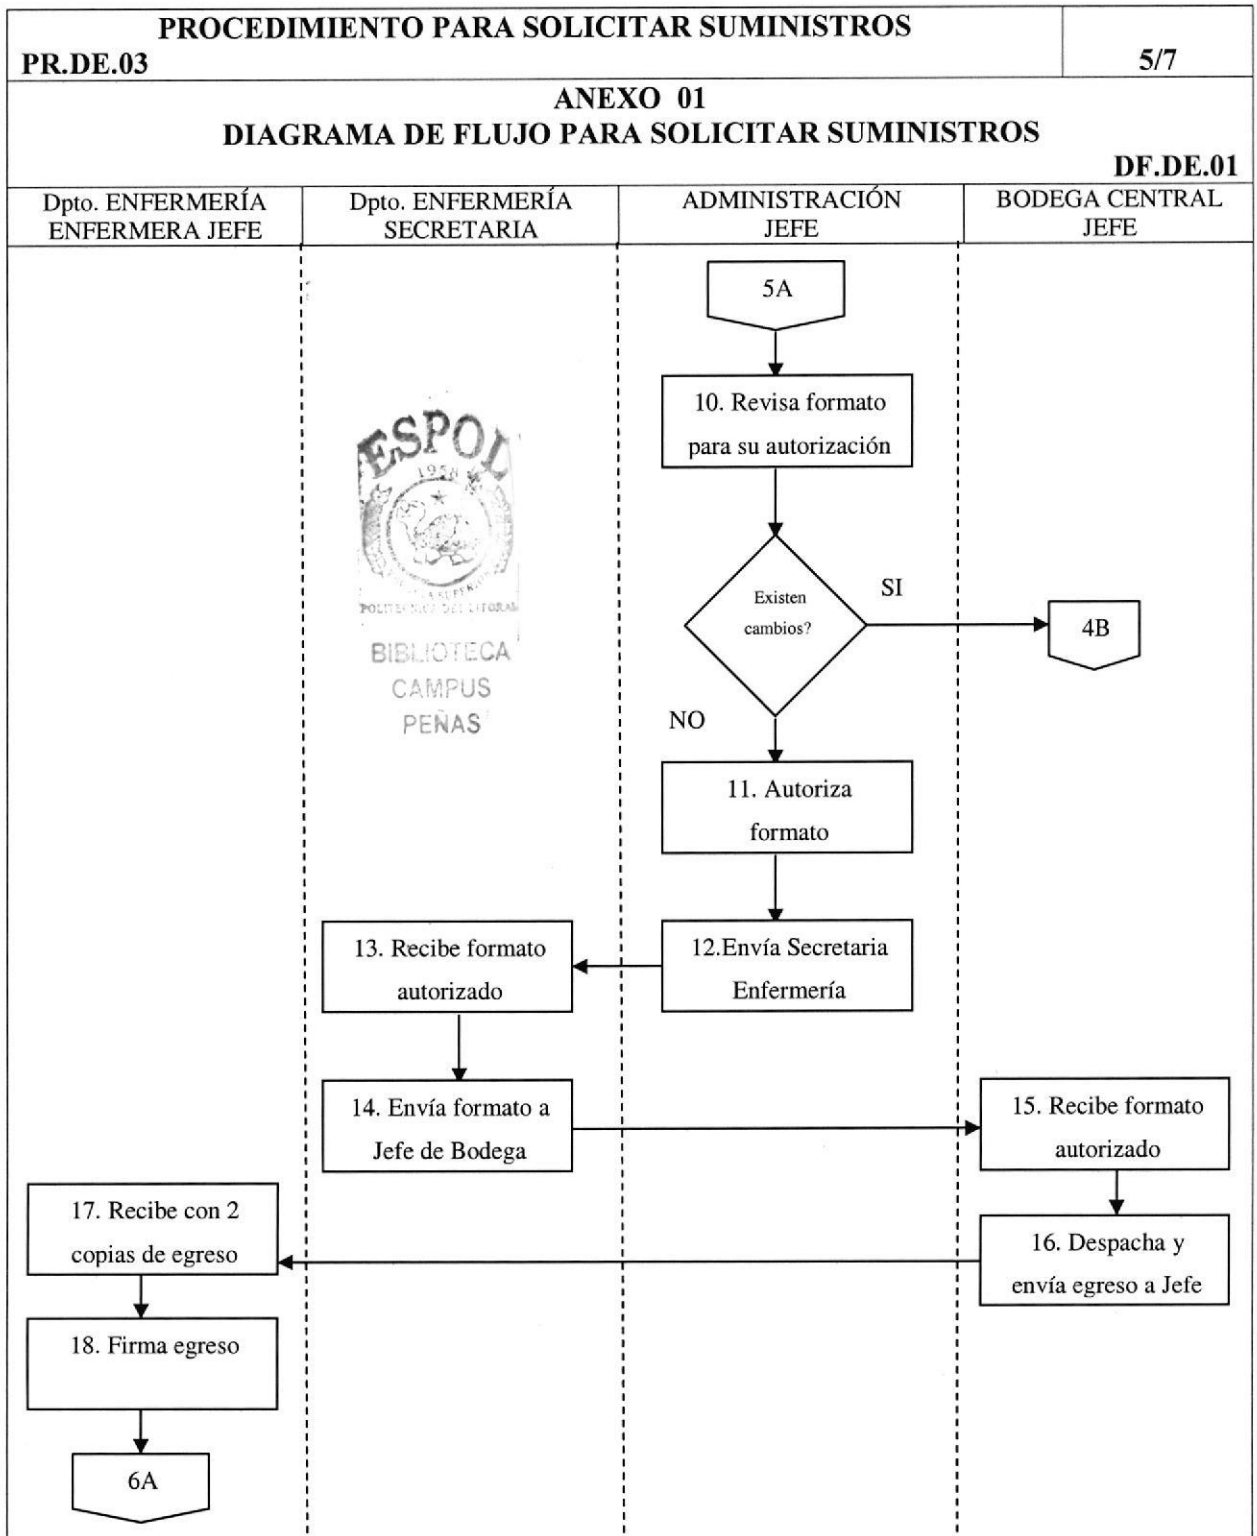 PROCEDIMIENTO PARA SOLICITAR SUMINISTROS
PR.DE.03
5/7
ANEXO 01
DIAGRAMA DE FLUJO PARA SOLICITAR SUMINISTROS
DF.DE.01
Dpto. ENFERMERÍA
ENFERMERA JEFE
Dpto. ENFERMERÍA
SECRETARIA
ADMINISTRACIÓN
JEFE
BODEGA CENTRAL
JEFE
5A
10. Revisa formato
para su autorización
ESPOL
1958
POLITECNICA DEL LITORAL
BIBLIOTECA
CAMPUS
PEÑAS
Existen
cambios?
SI
4B
NO
11. Autoriza
formato
12.Envía Secretaria
Enfermería
13. Recibe formato
autorizado
14. Envía formato a
Jefe de Bodega
15. Recibe formato
autorizado
16. Despacha y
envía egreso a Jefe
17. Recibe con 2
copias de egreso
18. Firma egreso
6A